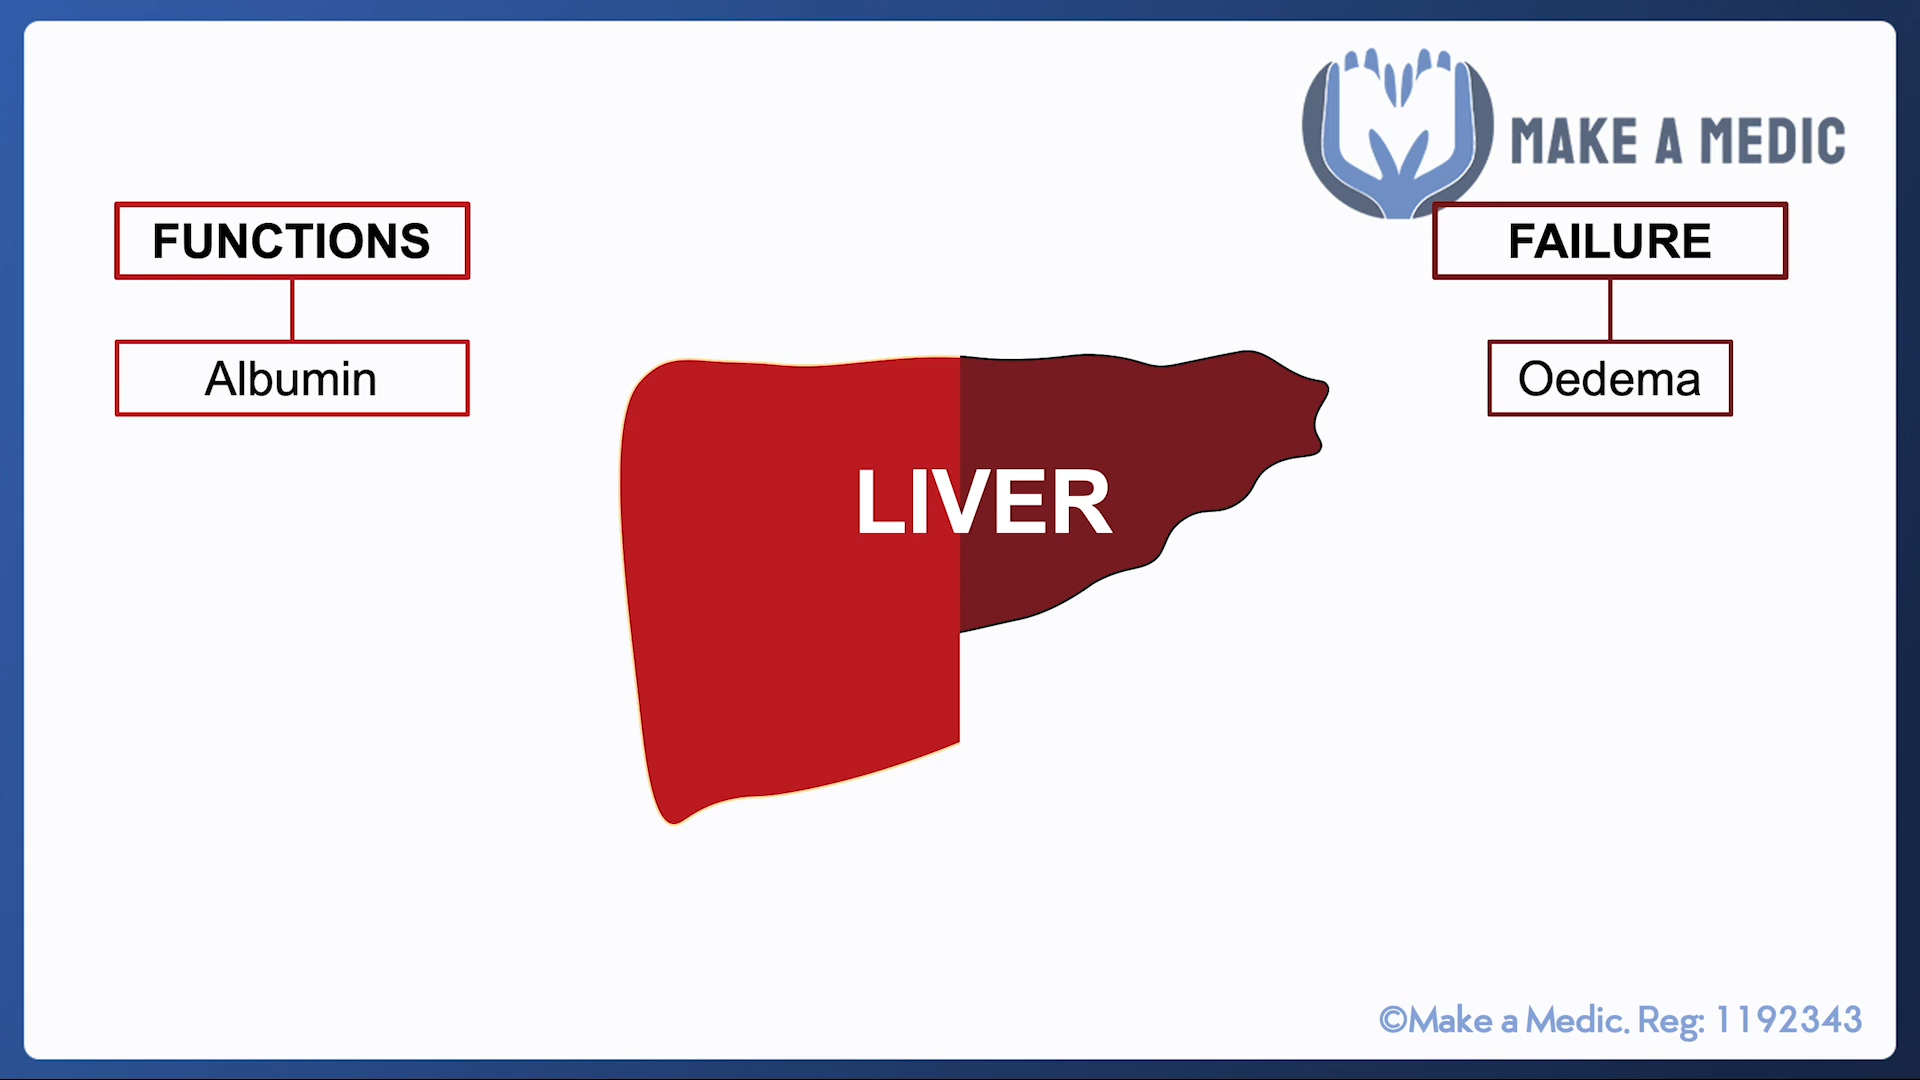 MAKE A MEDIC
FUNCTIONS
FAILURE
Albumin
Oedema
LIVER
©Make a Medic. Reg: 1192343